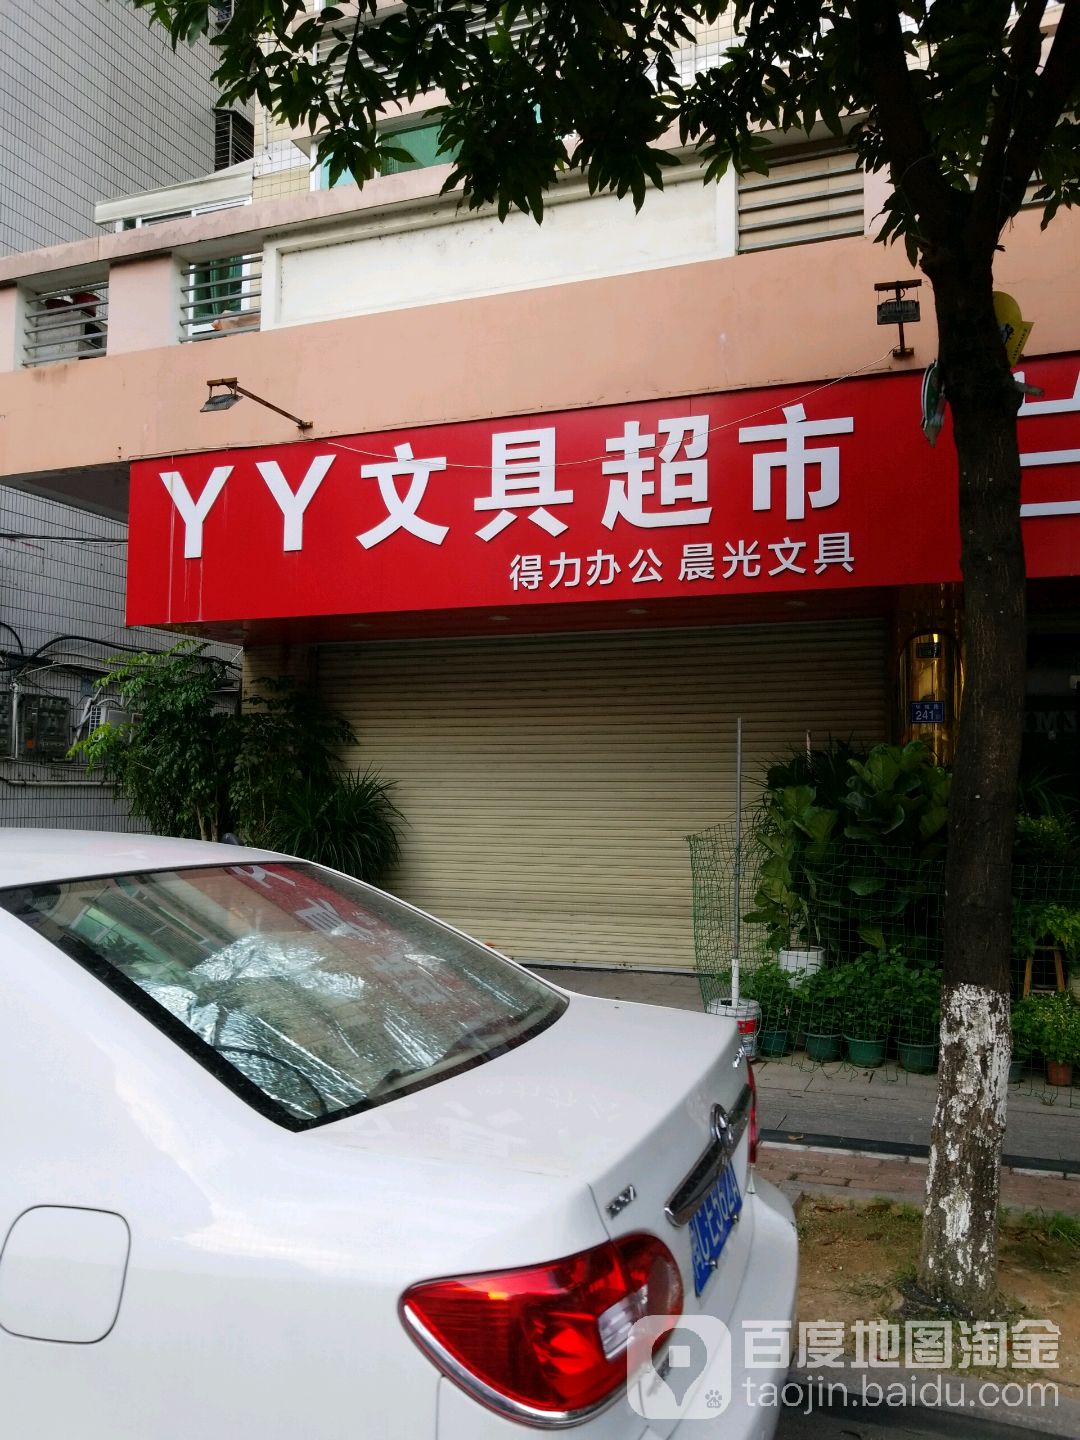 YY文具超市
得力办公 晨光文具
241
百度地图淘金
taojin.baidu.com